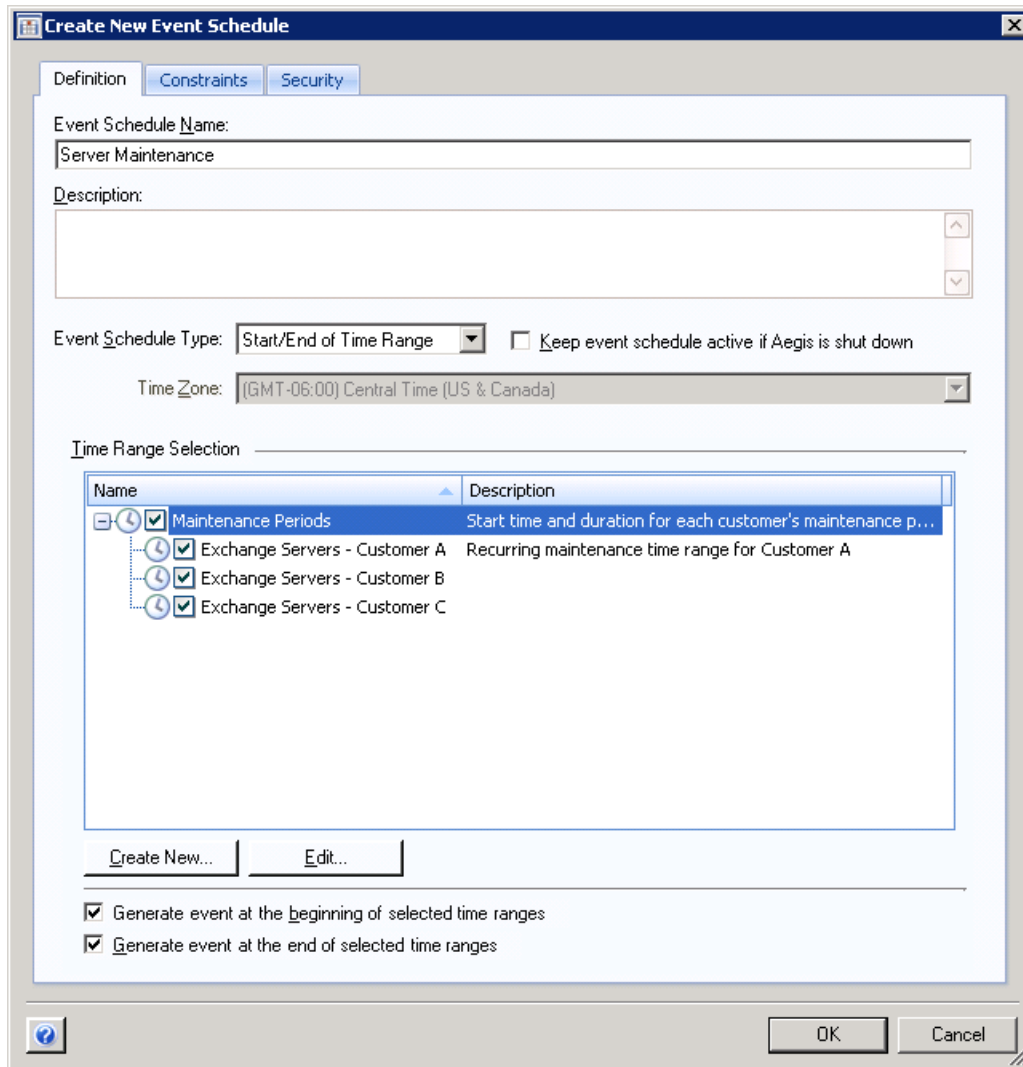 Create New Event Schedule
Definition Constraints Security
Event Schedule Name:
Server Maintenance
Description:
Event Schedule Type: Start/End of Time Range Keep event schedule active if Aegis is shut down
Time Zone: (GMT-06:00) Central Time (US & Canada)
Time Range Selection
Name Description
Maintenance Periods Start time and duration for each customer's maintenance p...
Exchange Servers - Customer A Recurring maintenance time range for Customer A
Exchange Servers - Customer B
Exchange Servers - Customer C
Create New... Edit...
Generate event at the beginning of selected time ranges
Generate event at the end of selected time ranges
? OK Cancel